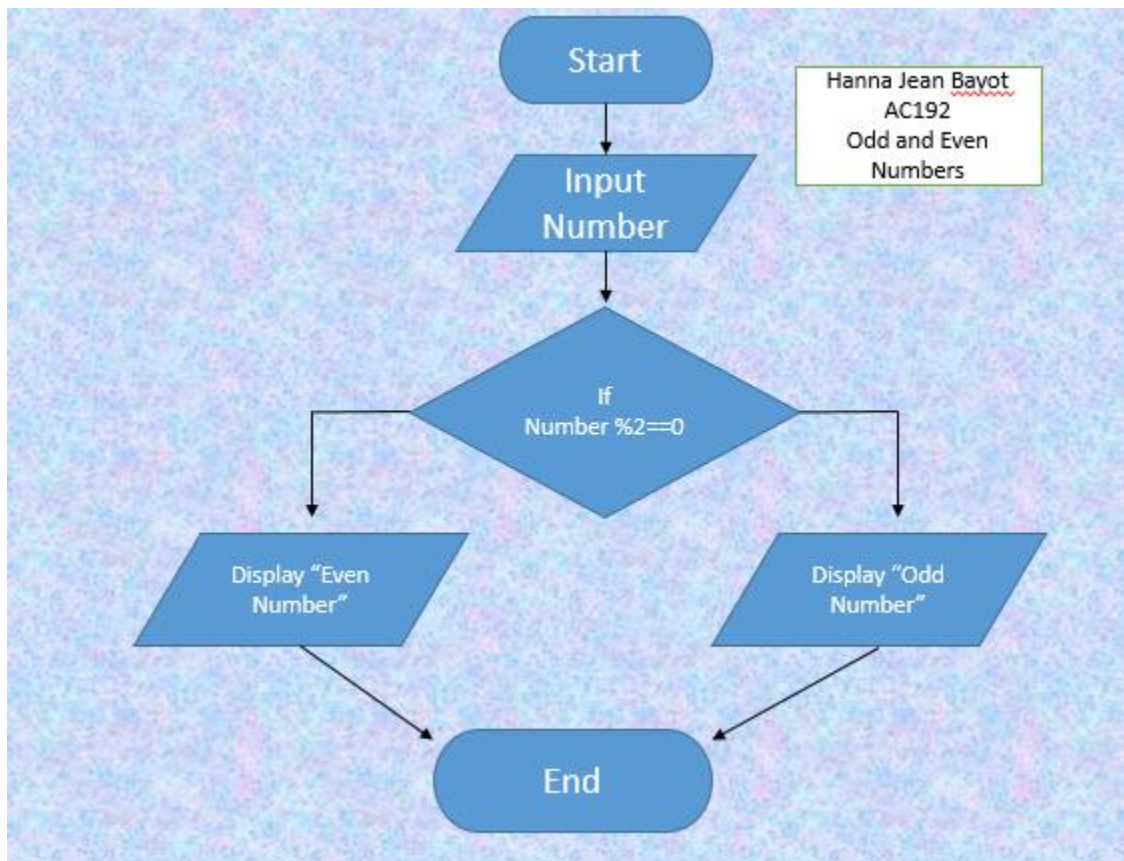 Start
Hanna Jean Bayot
AC192
Odd and Even
Numbers
Input
Number
If
Number %2==0
Display “Even
Number”
Display “Odd
Number”
End